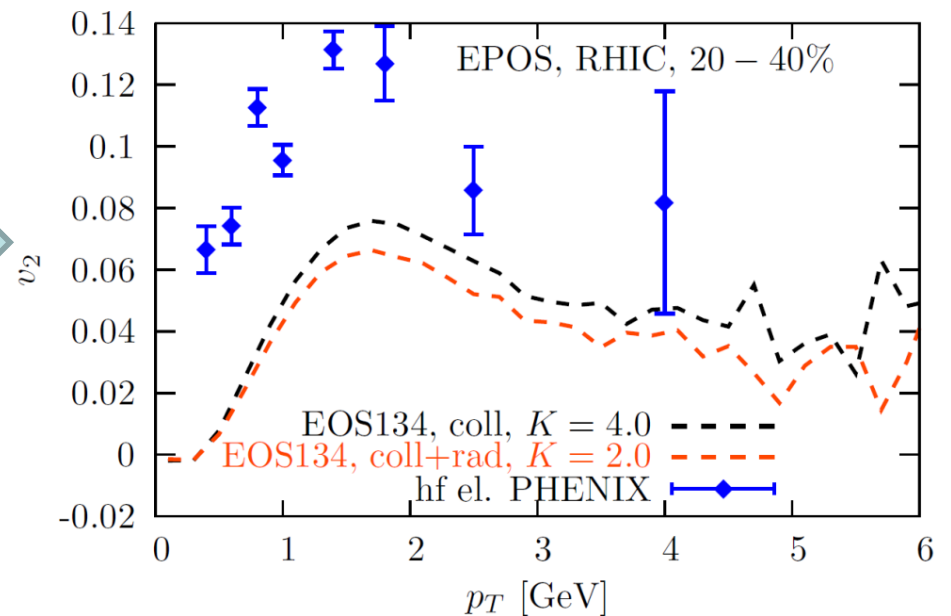 0.14
0.12
0.1
0.08
0.06
0.04
0.02
0
-0.02
v2
EPOS, RHIC, 20 − 40%
EOS134, coll, K = 4.0
EOS134, coll+rad, K = 2.0
hf el. PHENIX
0 1 2 3 4 5 6
pT [GeV]